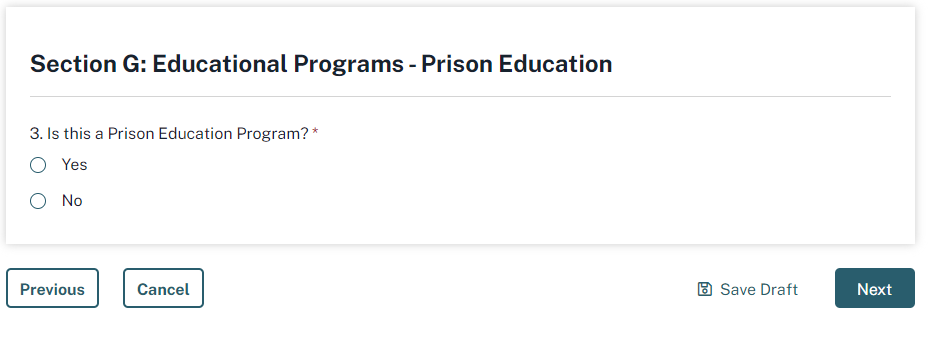 Section G: Educational Programs - Prison Education
3. Is this a Prison Education Program? *
Yes
No
Previous
Cancel
Save Draft
Next